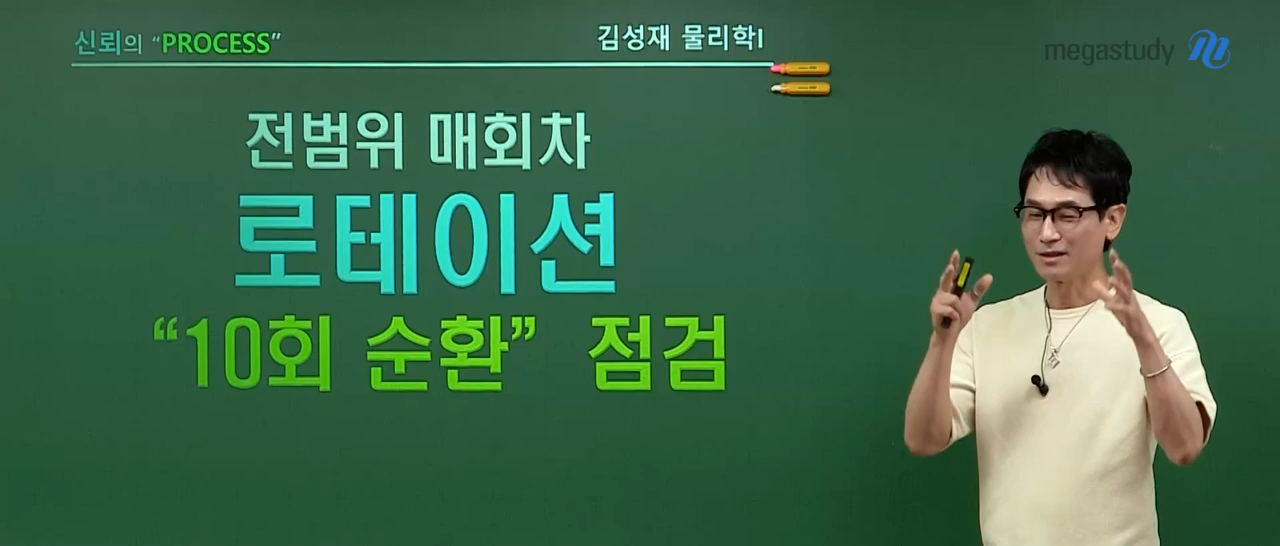 신뢰의 “PROCESS”
김성재 물리학I
megastudy
전범위 매회차
로테이션
“10회 순환” 점검